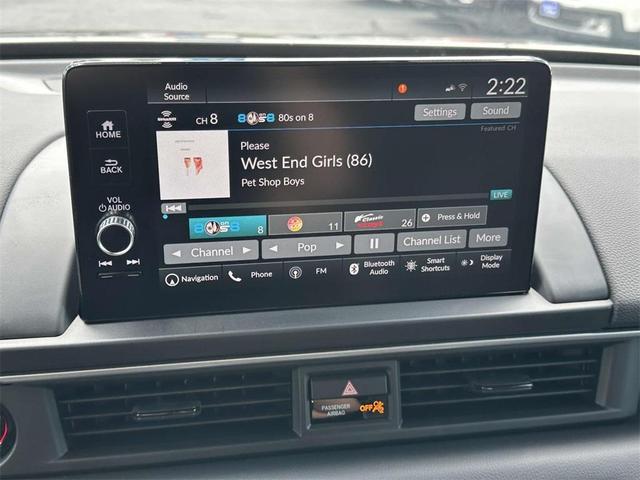 Audio
Source
2:22
SiriusXM
CH 8
80s on 8
Settings
Sound
Featured CH
HOME
BACK
VOL
AUDIO
Please
West End Girls (86)
Pet Shop Boys
LIVE
8
11
26
Press & Hold
Channel
Pop
Channel List
More
Navigation
Phone
FM
Bluetooth
Audio
Smart
Shortcuts
Display
Mode
PASSENGER
AIRBAG
OFF